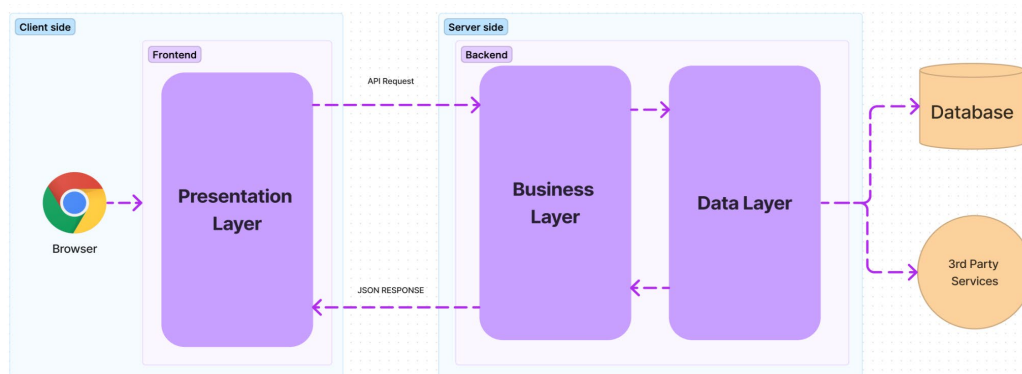 Client side
Server side
Frontend
Backend
API Request
Database
Presentation
Layer
Business
Layer
Data Layer
Browser
3rd Party
Services
JSON RESPONSE